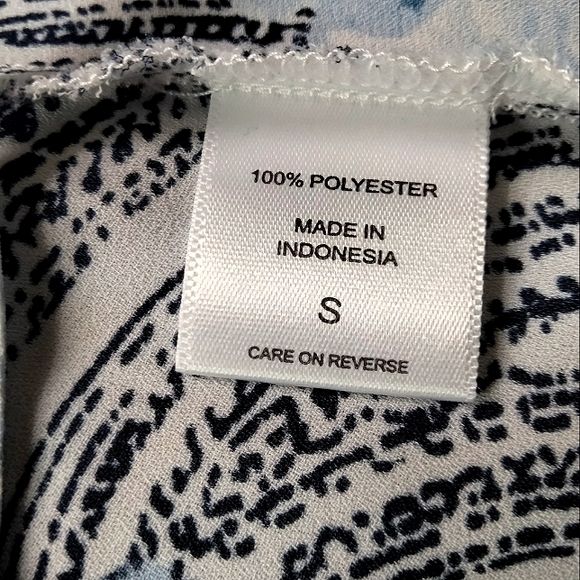 100% POLYESTER
MADE IN
INDONESIA
S
CARE ON REVERSE